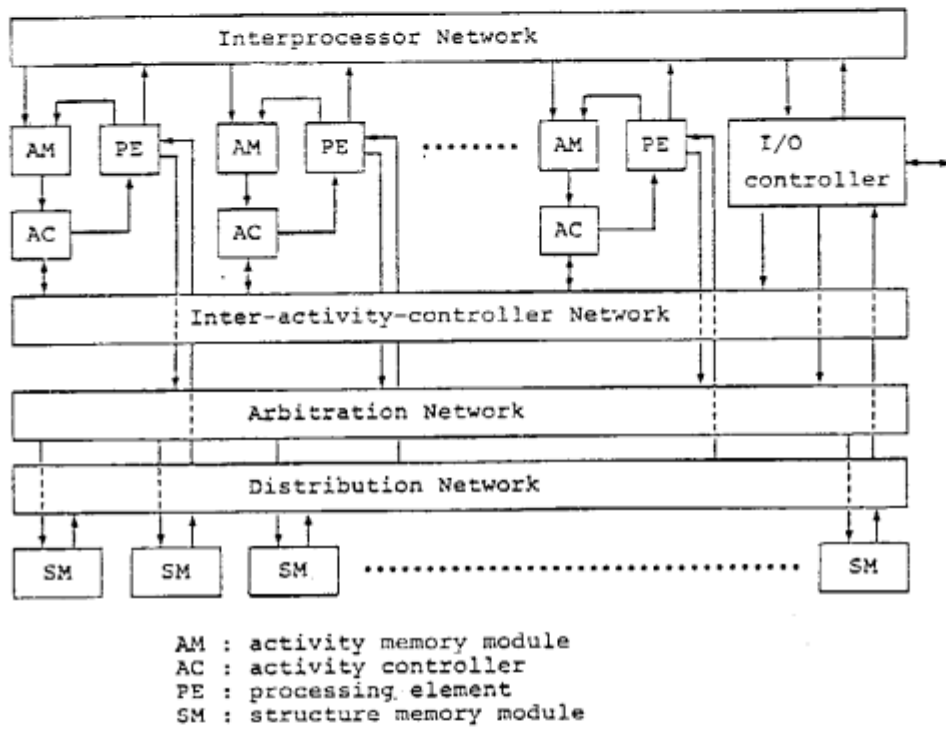 Interprocessor Network
AM PE AM PE AM PE I/O
controller
AC AC AC
Inter-activity-controller Network
Arbitration Network
Distribution Network
SM SM SM SM
AM : activity memory module
AC : activity controller
PE : processing element
SM : structure memory module